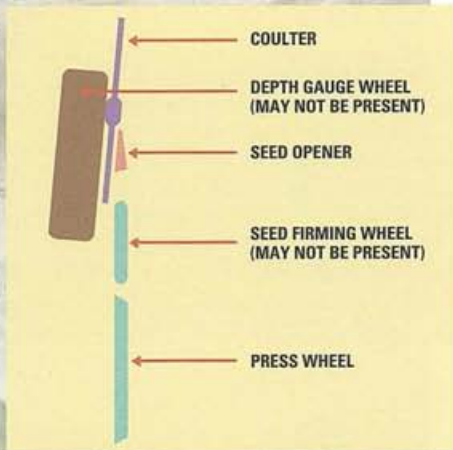 COULTER
DEPTH GAUGE WHEEL
(MAY NOT BE PRESENT)
SEED OPENER
SEED FIRMING WHEEL
(MAY NOT BE PRESENT)
PRESS WHEEL